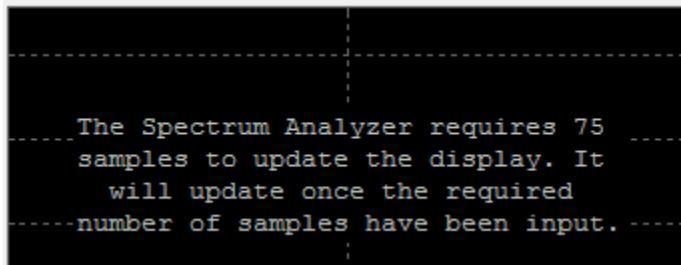 The Spectrum Analyzer requires 75
samples to update the display. It
will update once the required
number of samples have been input.